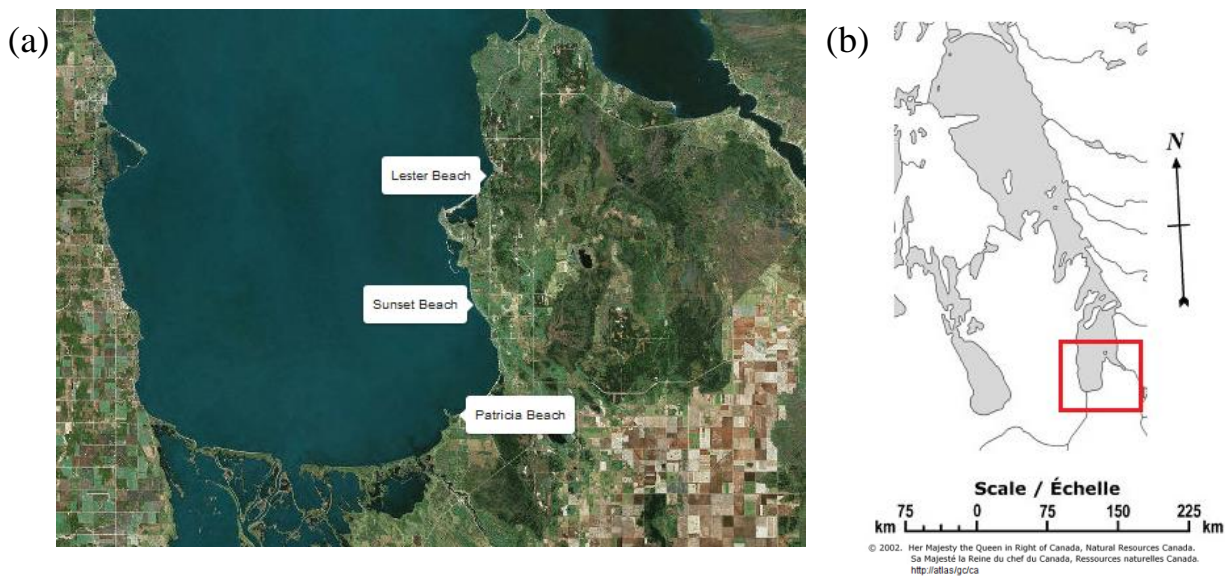 (a)
Lester Beach
Sunset Beach
Patricia Beach
(b)
N
Scale / Échelle
km 75 0 75 150 225 km
© 2002. Her Majesty the Queen in Right of Canada, Natural Resources Canada.
Sa Majesté la Reine du chef du Canada, Ressources naturelles Canada.
http://atlas/gc/ca